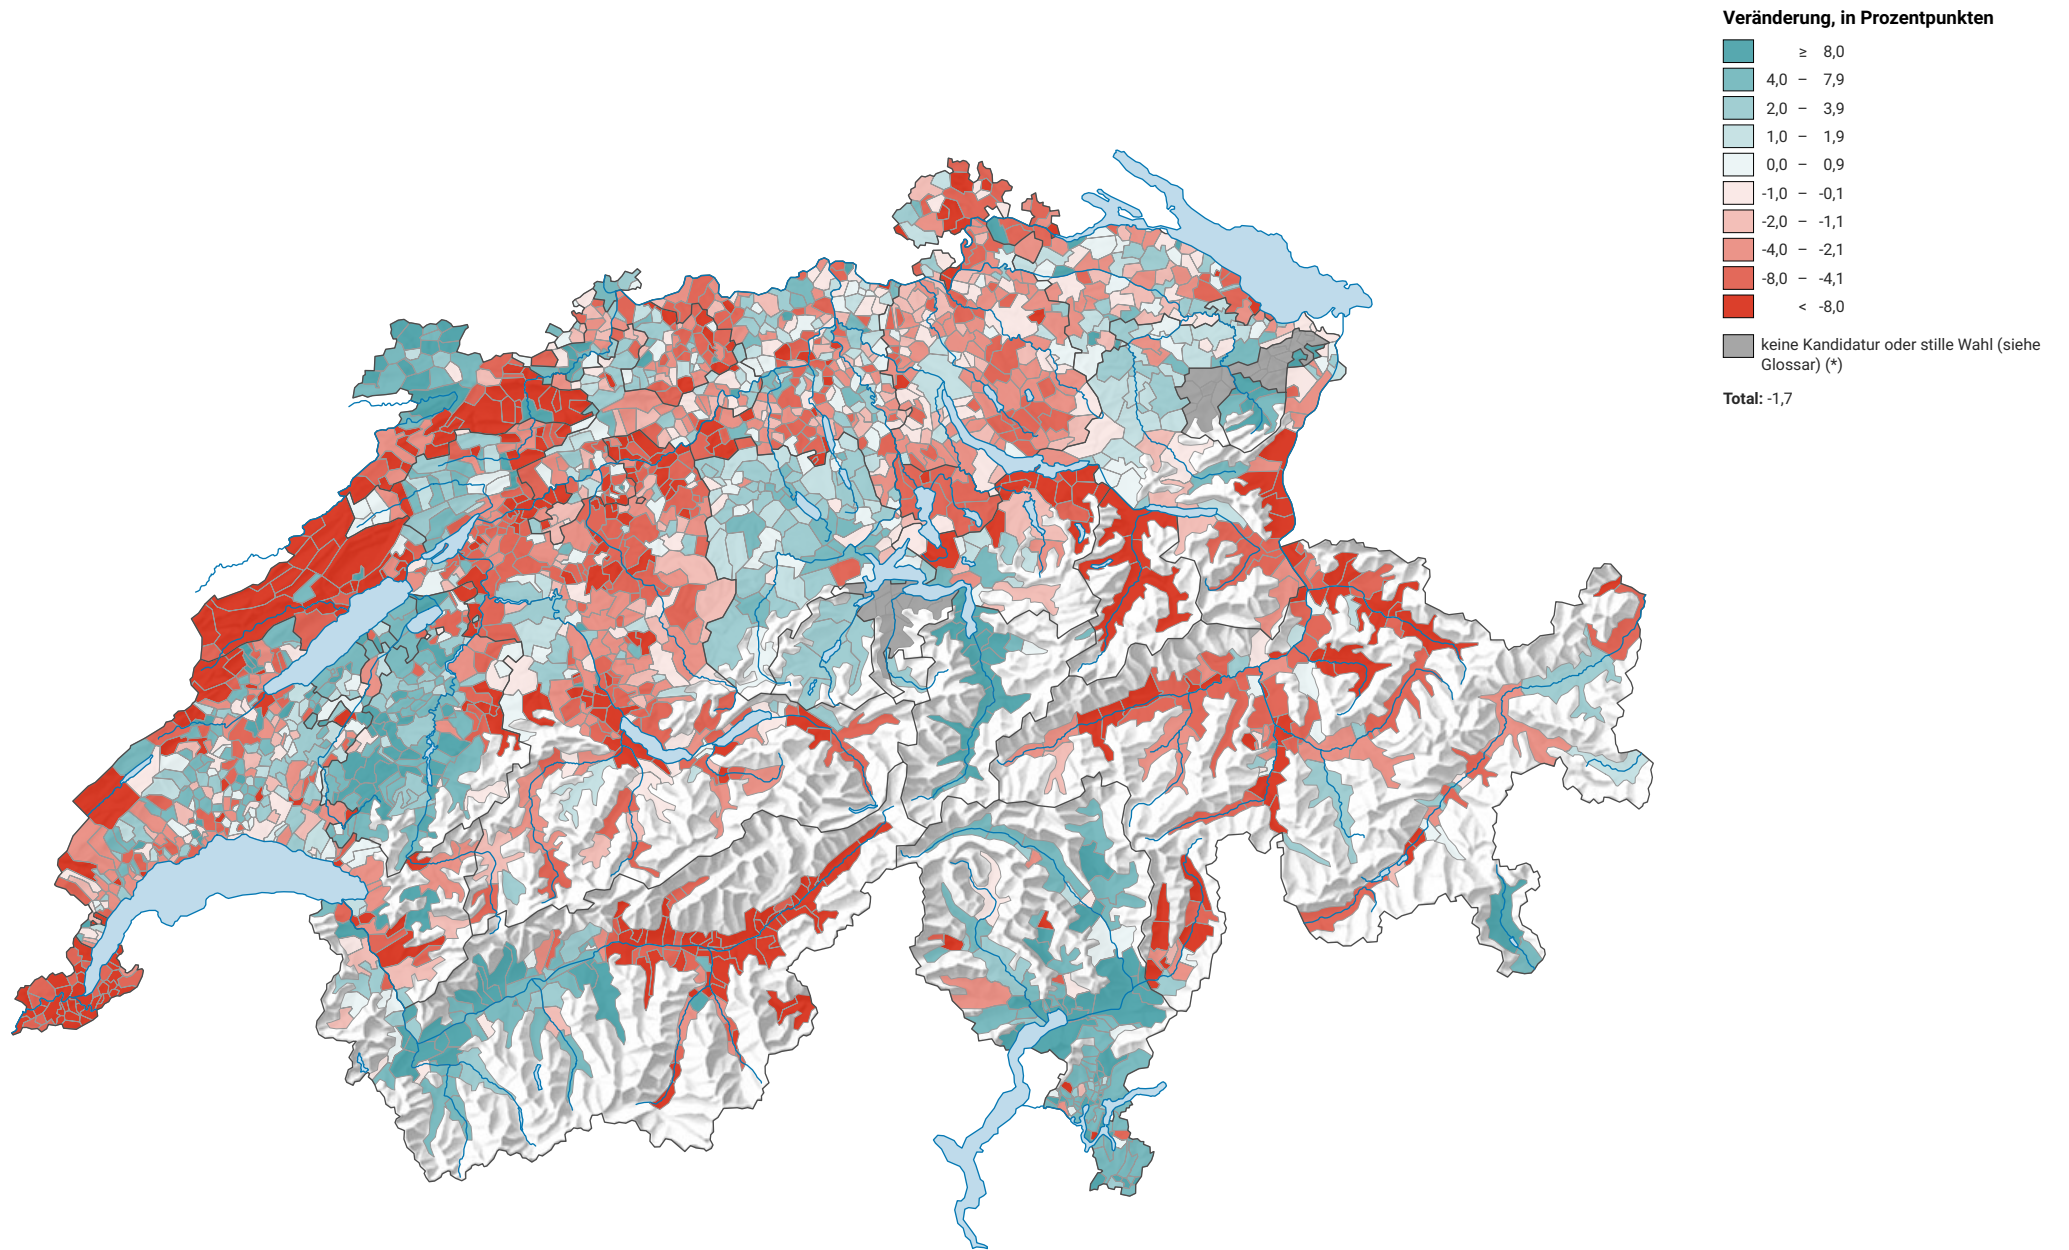 Veränderung, in Prozentpunkten
≥ 8,0
4,0 – 7,9
2,0 – 3,9
1,0 – 1,9
0,0 – 0,9
-1,0 – -0,1
-2,0 – -1,1
-4,0 – -2,1
-8,0 – -4,1
< -8,0
keine Kandidatur oder stille Wahl (siehe
Glossar) (*)
Total: -1,7